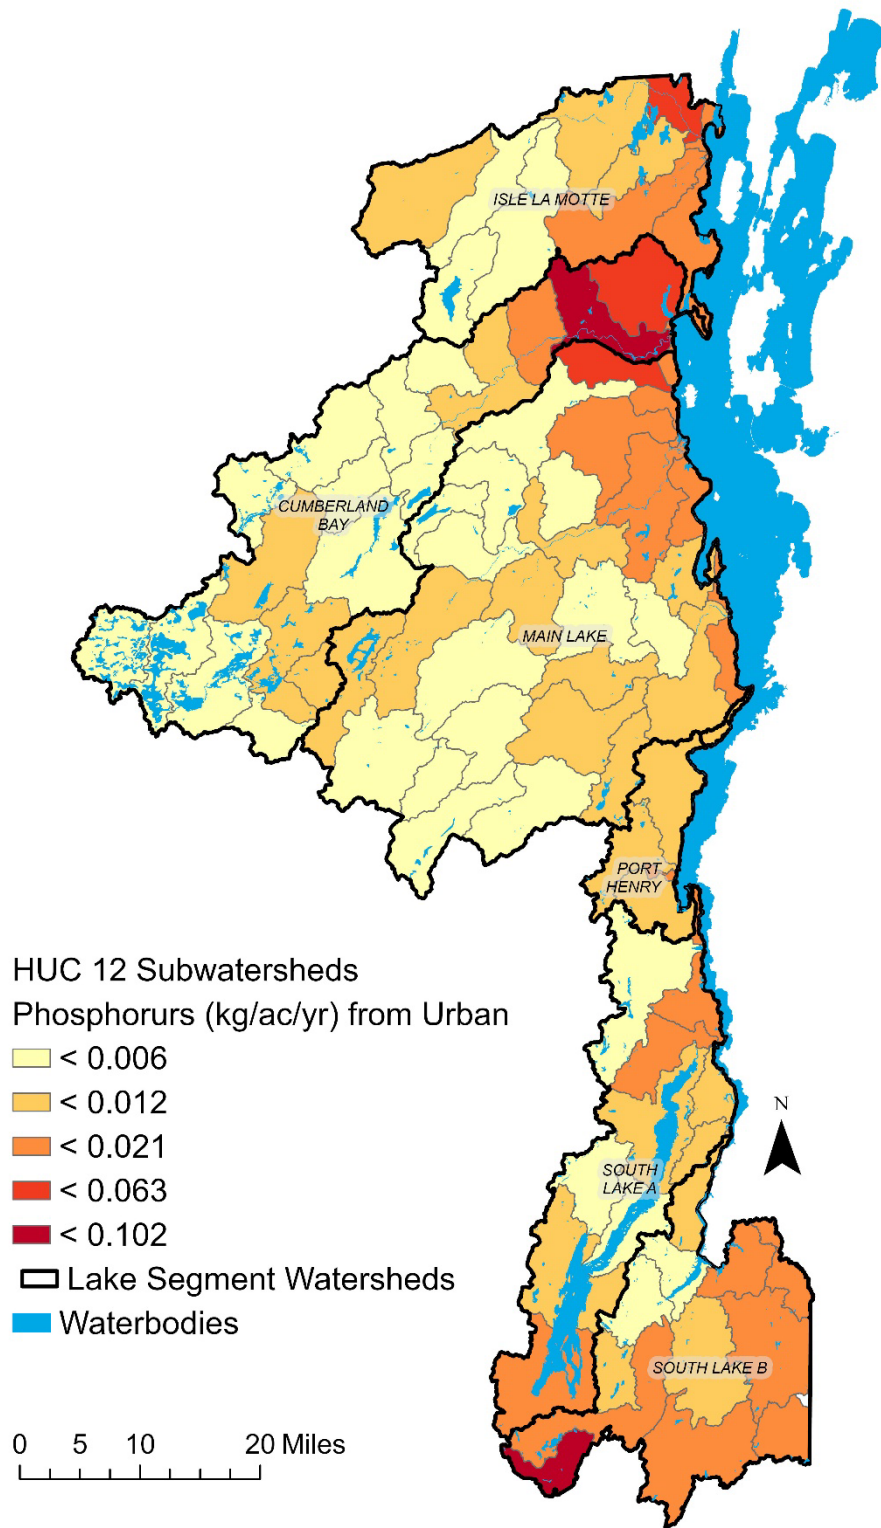 ISLE LA MOTTE
CUMBERLAND
BAY
MAIN LAKE
PORT
HENRY
HUC 12 Subwatersheds
Phosphorurs (kg/ac/yr) from Urban
< 0.006
< 0.012
< 0.021
< 0.063
< 0.102
Lake Segment Watersheds
Waterbodies
N
SOUTH
LAKE A
SOUTH LAKE B
0 5 10 20 Miles